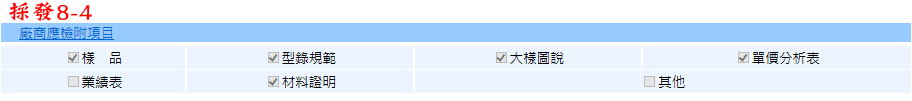 採發8-4
廠商應檢附項目
☑樣　品 ☑型錄規範 ☑大樣圖說 ☑單價分析表
☐業績表 ☑材料證明 ☐其他